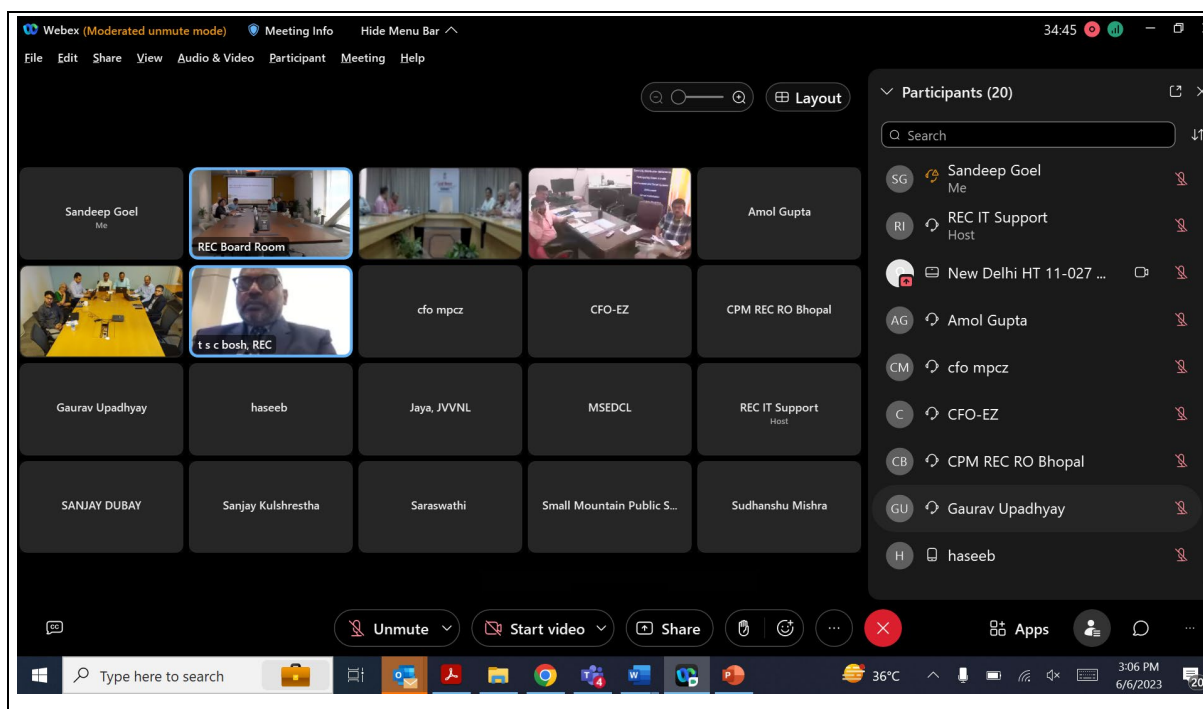 Webex (Moderated unmute mode) Meeting Info Hide Menu Bar 34:45
File Edit Share View Audio & Video Participant Meeting Help
Layout
Participants (20)
Search
Sandeep Goel
Me
REC Board Room
Amol Gupta
t s c bosh, REC
cfo mpcz
CFO-EZ
CPM REC RO Bhopal
Gaurav Upadhyay
haseeb
Jaya, JVVNL
MSEDCL
REC IT Support
Host
SANJAY DUBAY
Sanjay Kulshrestha
Saraswathi
Small Mountain Public S...
Sudhanshu Mishra
SG Sandeep Goel
Me
RI REC IT Support
Host
New Delhi HT 11-027 ...
AG Amol Gupta
CM cfo mpcz
C CFO-EZ
CB CPM REC RO Bhopal
GU Gaurav Upadhyay
H haseeb
CC Unmute Start video Share Apps
Type here to search 4 36°C 3:06 PM
6/6/2023 20